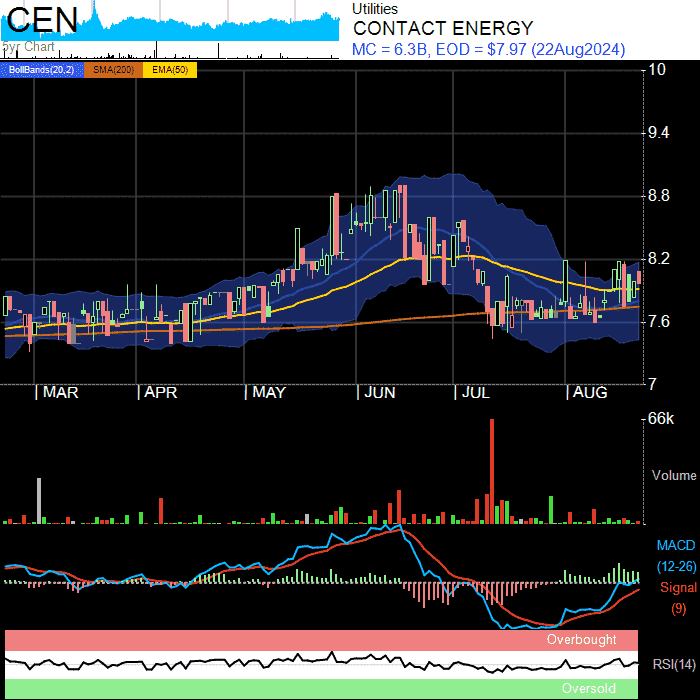 CEN
5yr Chart
Utilities
CONTACT ENERGY
MC = 6.3B, EOD = $7.97 (22Aug2024)
BollBands(20,2) SMA(200) EMA(50)
10
9.4
8.8
8.2
7.6
7
| MAR | APR | MAY | JUN | JUL | AUG
66k
Volume
MACD
(12-26)
Signal
(9)
Overbought
RSI(14)
Oversold